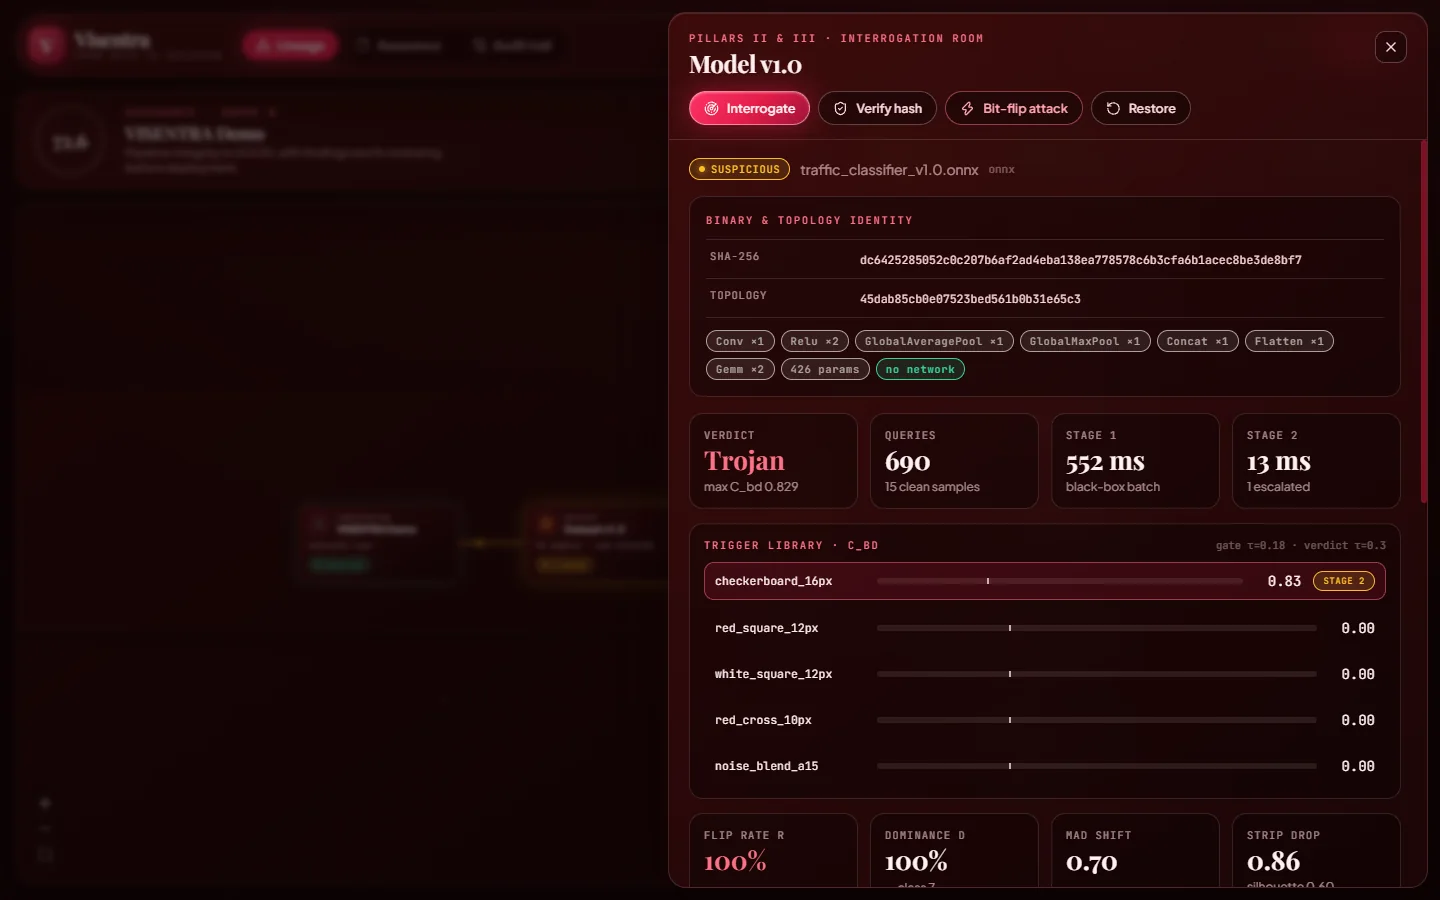 PILLARS II & III · INTERROGATION ROOM
Model v1.0
Interrogate
Verify hash
Bit-flip attack
Restore
SUSPICIOUS
traffic_classifier_v1.0.onnx
onnx
BINARY & TOPOLOGY IDENTITY
SHA-256
dc6425285052c0c207b6af2ad4eba138ea778578c6b3cfa6b1acec8be3de8bf7
TOPOLOGY
45dab85cb0e07523bed561b0b31e65c3
Conv ×1
Relu ×2
GlobalAveragePool ×1
GlobalMaxPool ×1
Concat ×1
Flatten ×1
Gemm ×2
426 params
no network
VERDICT
Trojan
max C_bd 0.829
QUERIES
690
15 clean samples
STAGE 1
552 ms
black-box batch
STAGE 2
13 ms
1 escalated
TRIGGER LIBRARY · C_BD
gate τ=0.18 · verdict τ=0.3
checkerboard_16px
0.83
STAGE 2
red_square_12px
0.00
white_square_12px
0.00
red_cross_10px
0.00
noise_blend_a15
0.00
FLIP RATE R
100%
DOMINANCE D
100%
MAD SHIFT
0.70
STRIP DROP
0.86
Visentra
VISENTRA Demo